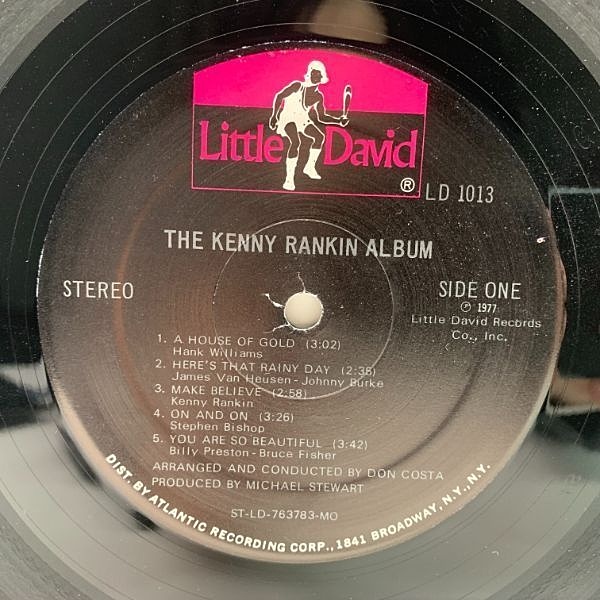 Little David ®
LD 1013
THE KENNY RANKIN ALBUM
STEREO
SIDE ONE
℗ 1977
Little David Records
Co., Inc.
1. A HOUSE OF GOLD (3:02)
Hank Williams
2. HERE'S THAT RAINY DAY (2:35)
James Van Heusen - Johnny Burke
3. MAKE BELIEVE (2:58)
Kenny Rankin
4. ON AND ON (3:26)
Stephen Bishop
5. YOU ARE SO BEAUTIFUL (3:42)
Billy Preston - Bruce Fisher
ARRANGED AND CONDUCTED BY DON COSTA
PRODUCED BY MICHAEL STEWART
ST-LD-763783-MO
DIST. BY ATLANTIC RECORDING CORP., 1841 BROADWAY, N.Y., N.Y.